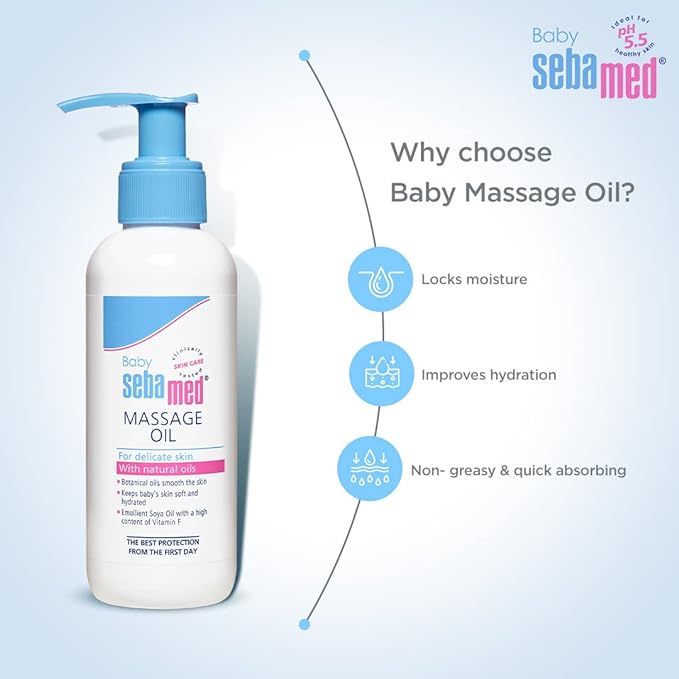 Baby
sebamed®
ideal for
pH
5.5
healthy skin
Why choose
Baby Massage Oil?
Locks moisture
Improves hydration
Non- greasy & quick absorbing
Baby
sebamed®
clinically
SKIN CARE
tested
MASSAGE
OIL
For delicate skin
With natural oils
• Botanical oils smooth the skin
• Keeps baby's skin soft and
hydrated
• Emollient Soya Oil with a high
content of Vitamin F
THE BEST PROTECTION
FROM THE FIRST DAY